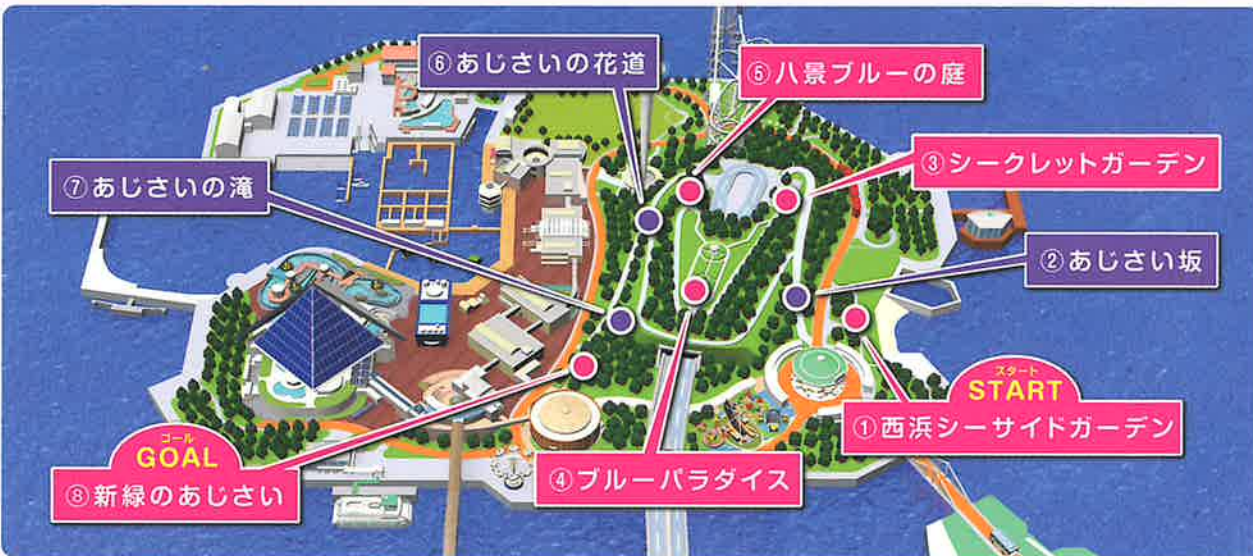 ⑥あじさいの花道
⑤八景ブルーの庭
③シークレットガーデン
⑦あじさいの滝
②あじさい坂
スタート
START
①西浜シーサイドガーデン
ゴール
GOAL
⑧新緑のあじさい
④ブルーパラダイス